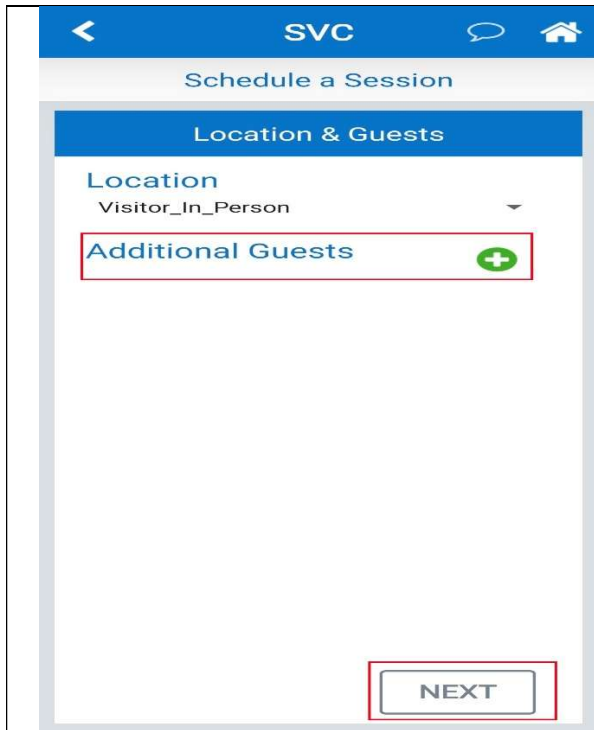 SVC
Schedule a Session
Location & Guests
Location
Visitor_In_Person
Additional Guests
NEXT